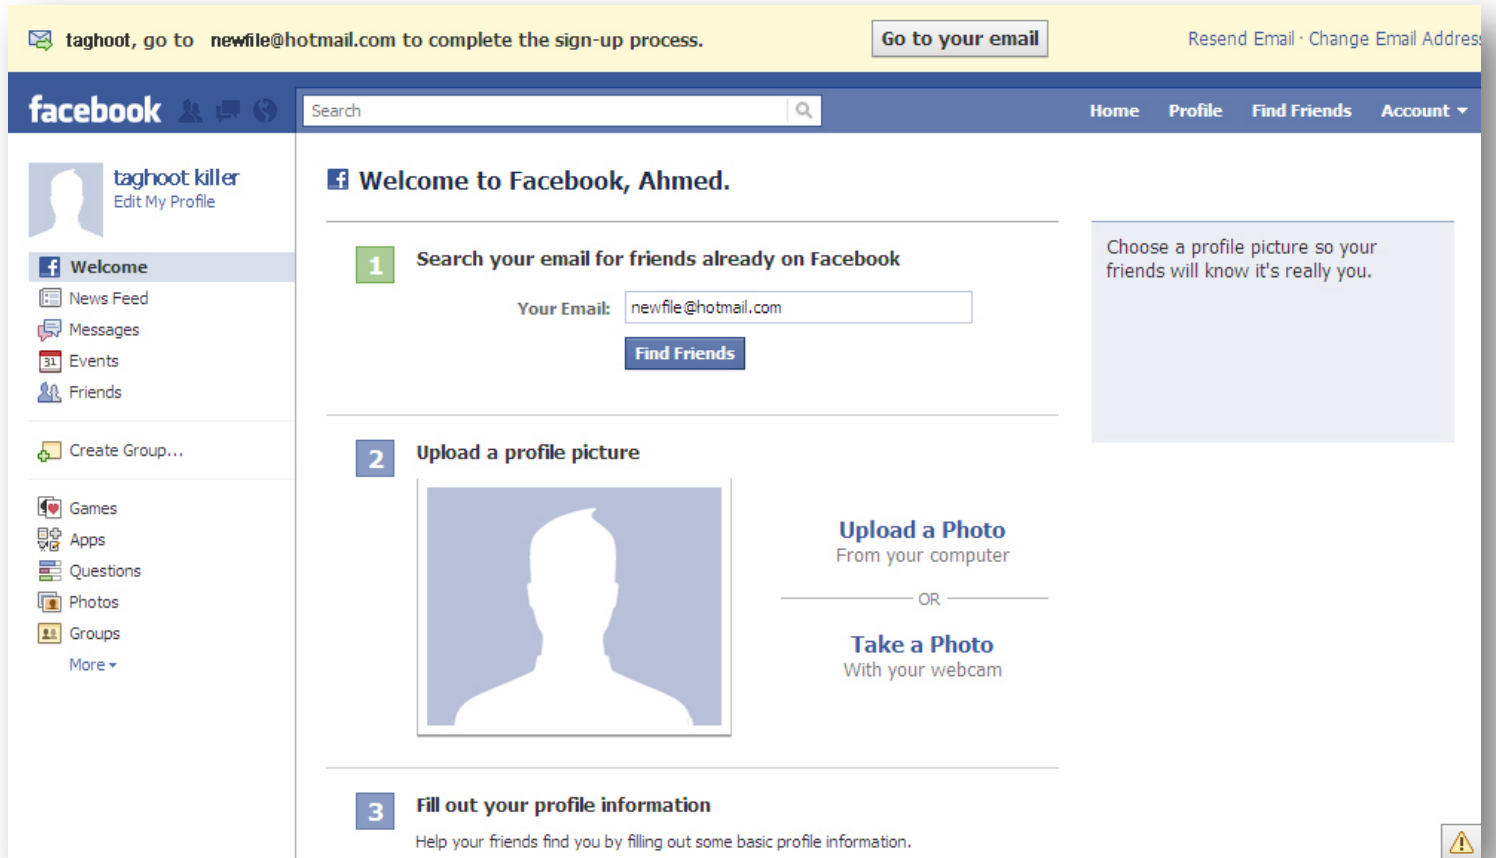 taghoot, go to newfile@hotmail.com to complete the sign-up process.
Go to your email
Resend Email · Change Email Address
facebook
Search
Home
Profile
Find Friends
Account
taghoot killer
Edit My Profile
Welcome
News Feed
Messages
31
Events
Friends
Create Group...
Games
Apps
Questions
Photos
Groups
More
Welcome to Facebook, Ahmed.
1
Search your email for friends already on Facebook
Your Email:
newfile@hotmail.com
Find Friends
2
Upload a profile picture
Upload a Photo
From your computer
OR
Take a Photo
With your webcam
3
Fill out your profile information
Help your friends find you by filling out some basic profile information.
Choose a profile picture so your
friends will know it's really you.